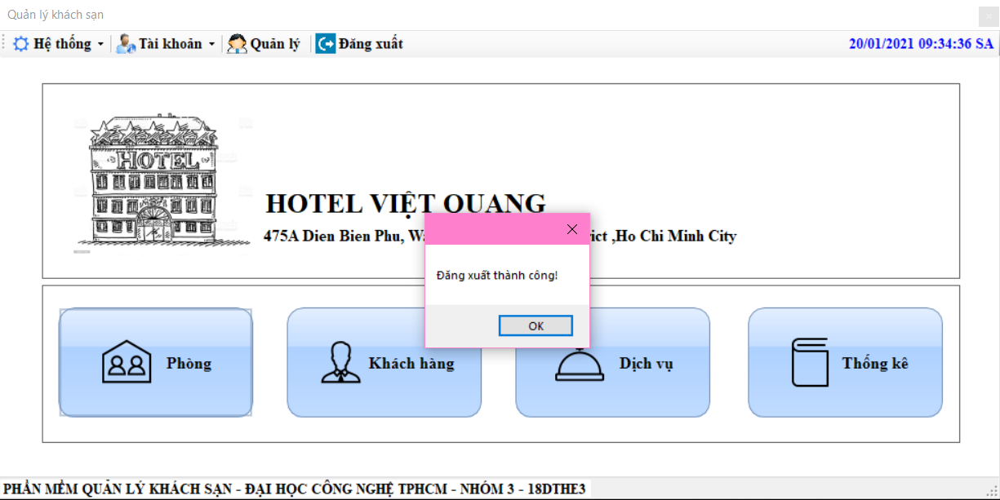 Quản lý khách sạn
Hệ thống Tài khoản Quản lý Đăng xuất 20/01/2021 09:34:36 SA
HOTEL
HOTEL VIỆT QUANG
475A Dien Bien Phu, ,Ho Chi Minh City
Đăng xuất thành công!
OK
Phòng Khách hàng Dịch vụ Thống kê
PHẦN MỀM QUẢN LÝ KHÁCH SẠN - ĐẠI HỌC CÔNG NGHỆ TPHCM - NHÓM 3 - 18DTHE3